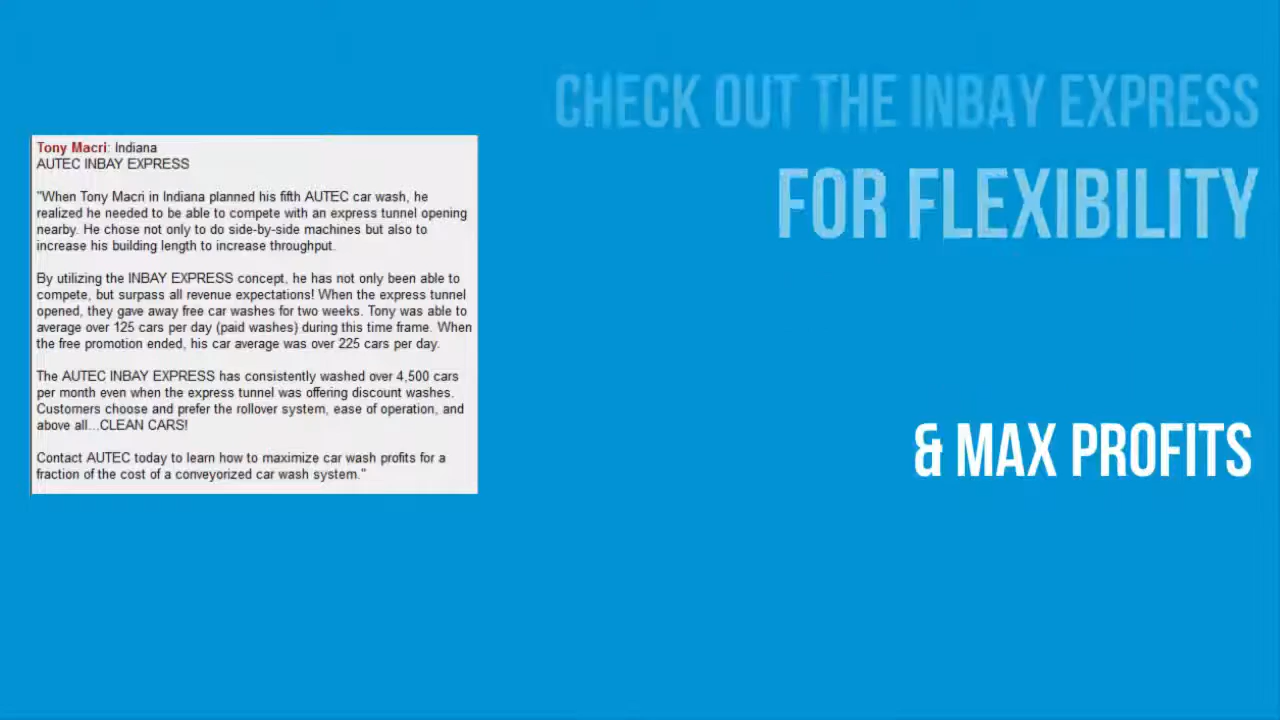 Tony Macri: Indiana
AUTEC INBAY EXPRESS
"When Tony Macri in Indiana planned his fifth AUTEC car wash, he
realized he needed to be able to compete with an express tunnel opening
nearby. He chose not only to do side-by-side machines but also to
increase his building length to increase throughput.
By utilizing the INBAY EXPRESS concept, he has not only been able to
compete, but surpass all revenue expectations! When the express tunnel
opened, they gave away free car washes for two weeks. Tony was able to
average over 125 cars per day (paid washes) during this time frame. When
the free promotion ended, his car average was over 225 cars per day.
The AUTEC INBAY EXPRESS has consistently washed over 4,500 cars
per month even when the express tunnel was offering discount washes.
Customers choose and prefer the rollover system, ease of operation, and
above all...CLEAN CARS!
Contact AUTEC today to learn how to maximize car wash profits for a
fraction of the cost of a conveyorized car wash system."
CHECK OUT THE INBAY EXPRESS
FOR FLEXIBILITY
& MAX PROFITS